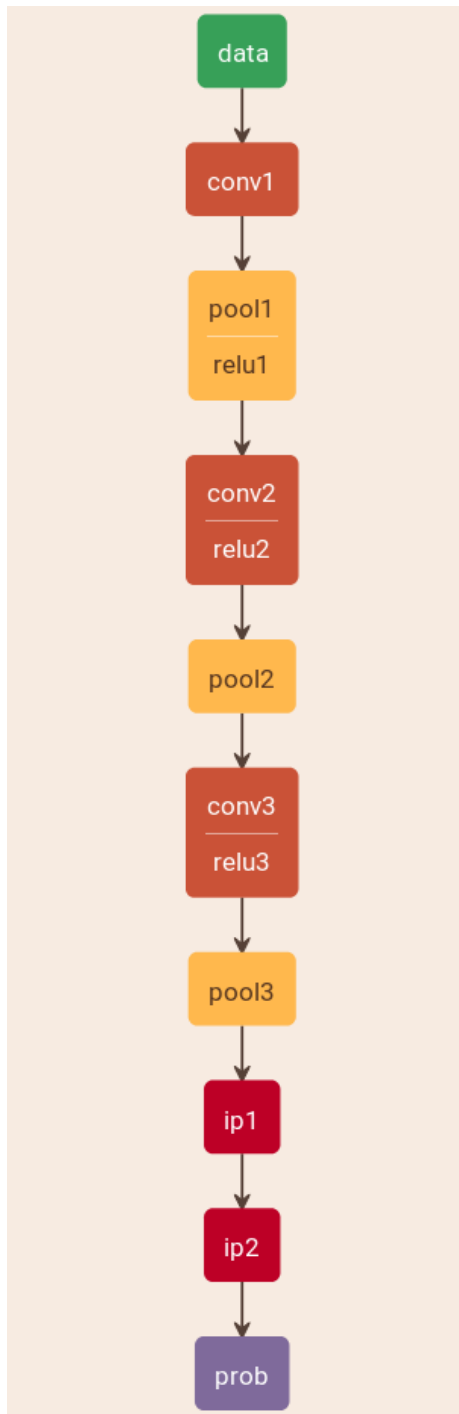 data
conv1
pool1
relu1
conv2
relu2
pool2
conv3
relu3
pool3
ip1
ip2
prob